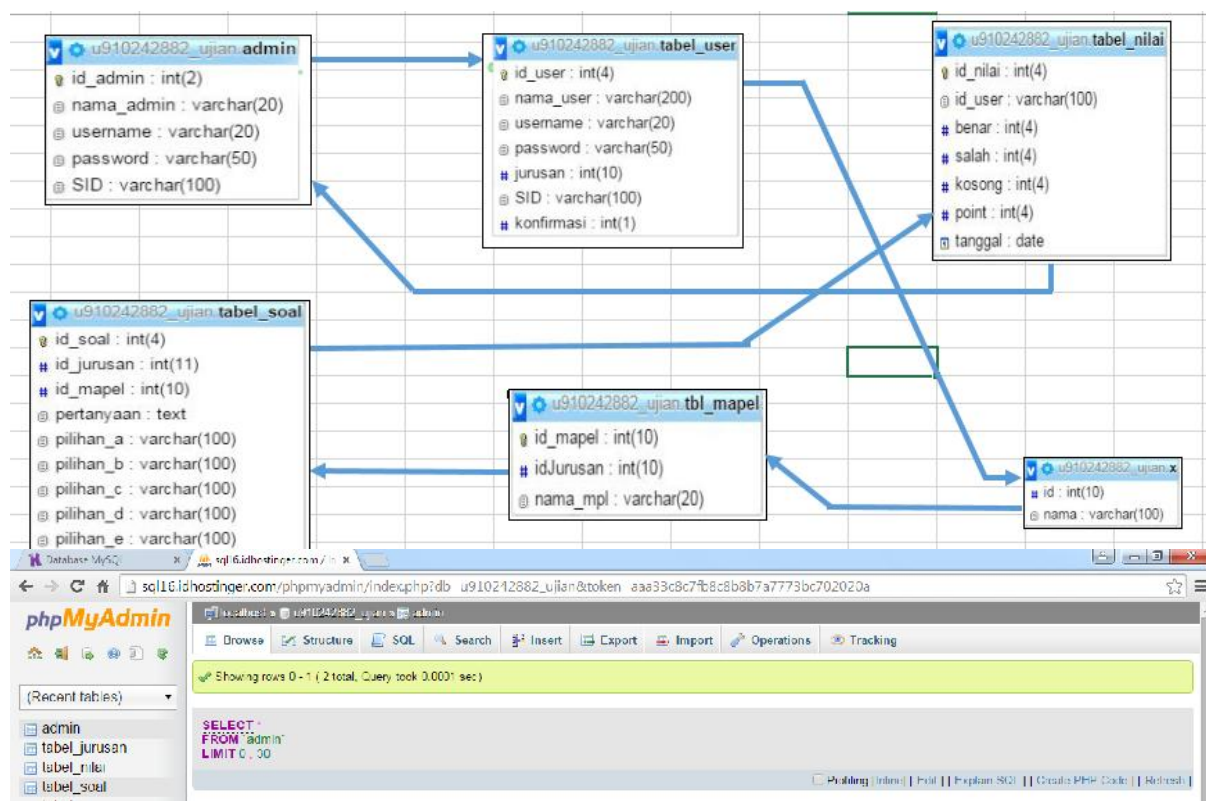 u910242882_ujian.admin
id_admin : int(2)
nama_admin : varchar(20)
username : varchar(20)
password : varchar(50)
SID : varchar(100)
u910242882_ujian.tabel_user
id_user : int(4)
nama_user : varchar(200)
username : varchar(20)
password : varchar(50)
jurusan : int(10)
SID : varchar(100)
konfirmasi : int(1)
u910242882_ujian.tabel_nilai
id_nilai : int(4)
id_user : varchar(100)
benar : int(4)
salah : int(4)
kosong : int(4)
point : int(4)
tanggal : date
u910242882_ujian.tabel_soal
id_soal : int(4)
id_jurusan : int(11)
id_mapel : int(10)
pertanyaan : text
pilihan_a : varchar(100)
pilihan_b : varchar(100)
pilihan_c : varchar(100)
pilihan_d : varchar(100)
pilihan_e : varchar(100)
u910242882_ujian.tbl_mapel
id_mapel : int(10)
idJurusan : int(10)
nama_mpl : varchar(20)
u910242882_ujian.x
id : int(10)
nama : varchar(100)
Database MySQL
sql16.idhostinger.com /
sql16.idhostinger.com/phpmyadmin/index.php?db u910242882_ujian&token
phpMyAdmin
localhost u910242882_ujian admin
Browse Structure SQL Search Insert Export Import Operations Tracking
Showing rows 0 - 1 ( 2 total, Query took 0.0001 sec)
(Recent tables)
SELECT *
FROM `admin`
LIMIT 0 , 30
admin
tabel_jurusan
tabel_nilai
tabel_soal
Profiling [Inline] [ Edit ] [ Explain SQL ] [ Create PHP Code ] [ Refresh ]